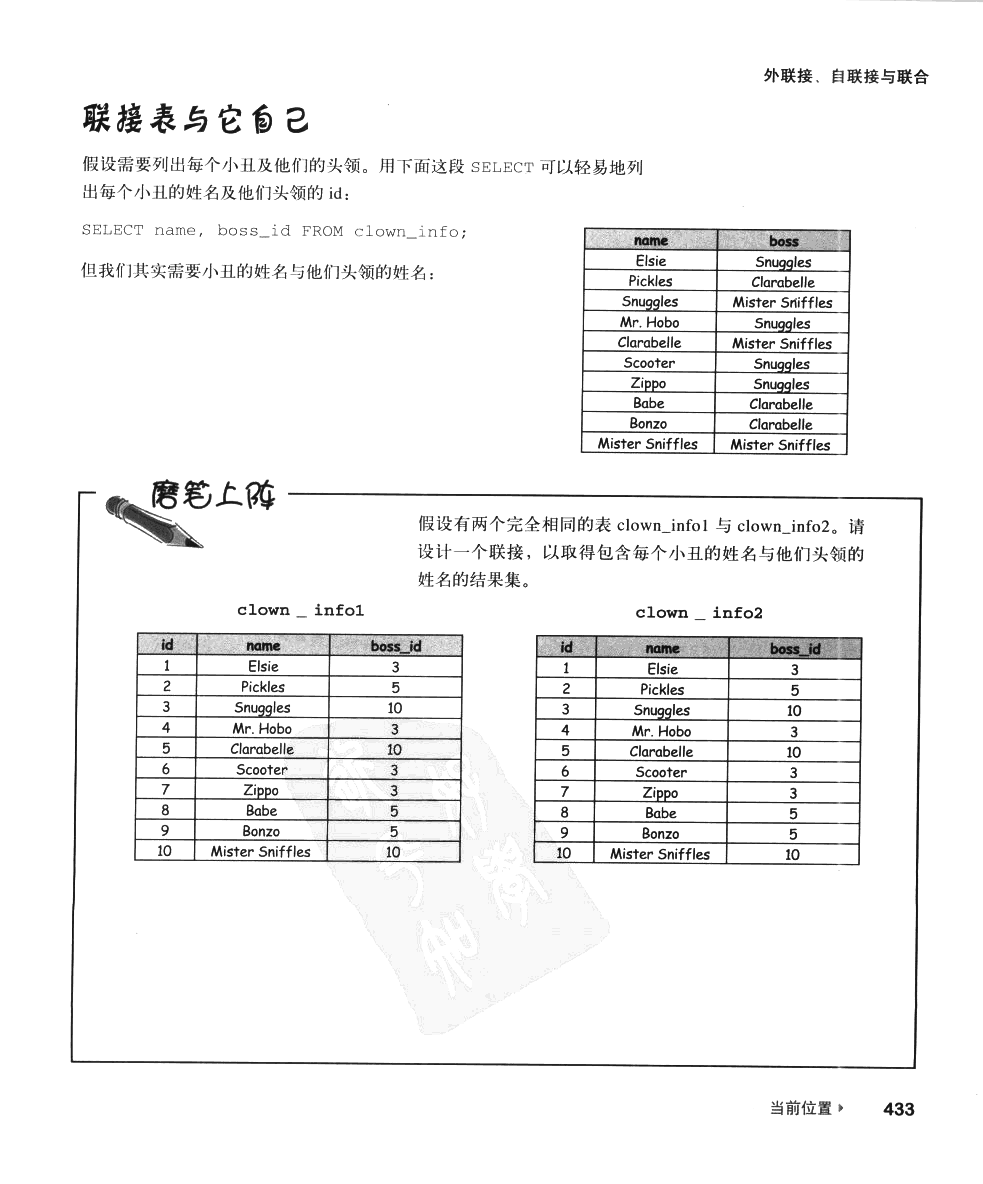 外联接、自联接与联合
联接表与它自己
假设需要列出每个小丑及他们的头领。用下面这段 SELECT 可以轻易地列
出每个小丑的姓名及他们头领的 id：
SELECT name, boss_id FROM clown_info;
但我们其实需要小丑的姓名与他们头领的姓名：
name boss
Elsie Snuggles
Pickles Clarabelle
Snuggles Mister Sniffles
Mr. Hobo Snuggles
Clarabelle Mister Sniffles
Scooter Snuggles
Zippo Snuggles
Babe Clarabelle
Bonzo Clarabelle
Mister Sniffles Mister Sniffles
磨笔上阵
假设有两个完全相同的表 clown_info1 与 clown_info2。请
设计一个联接，以取得包含每个小丑的姓名与他们头领的
姓名的结果集。
clown _ info1
id name boss_id
1 Elsie 3
2 Pickles 5
3 Snuggles 10
4 Mr. Hobo 3
5 Clarabelle 10
6 Scooter 3
7 Zippo 3
8 Babe 5
9 Bonzo 5
10 Mister Sniffles 10
clown _ info2
id name boss_id
1 Elsie 3
2 Pickles 5
3 Snuggles 10
4 Mr. Hobo 3
5 Clarabelle 10
6 Scooter 3
7 Zippo 3
8 Babe 5
9 Bonzo 5
10 Mister Sniffles 10
当前位置 433